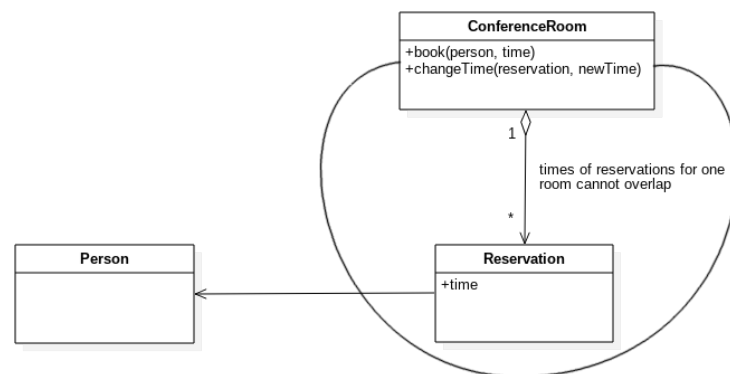 ConferenceRoom
+book(person, time)
+changeTime(reservation, newTime)
1
times of reservations for one
room cannot overlap
*
Person
Reservation
+time